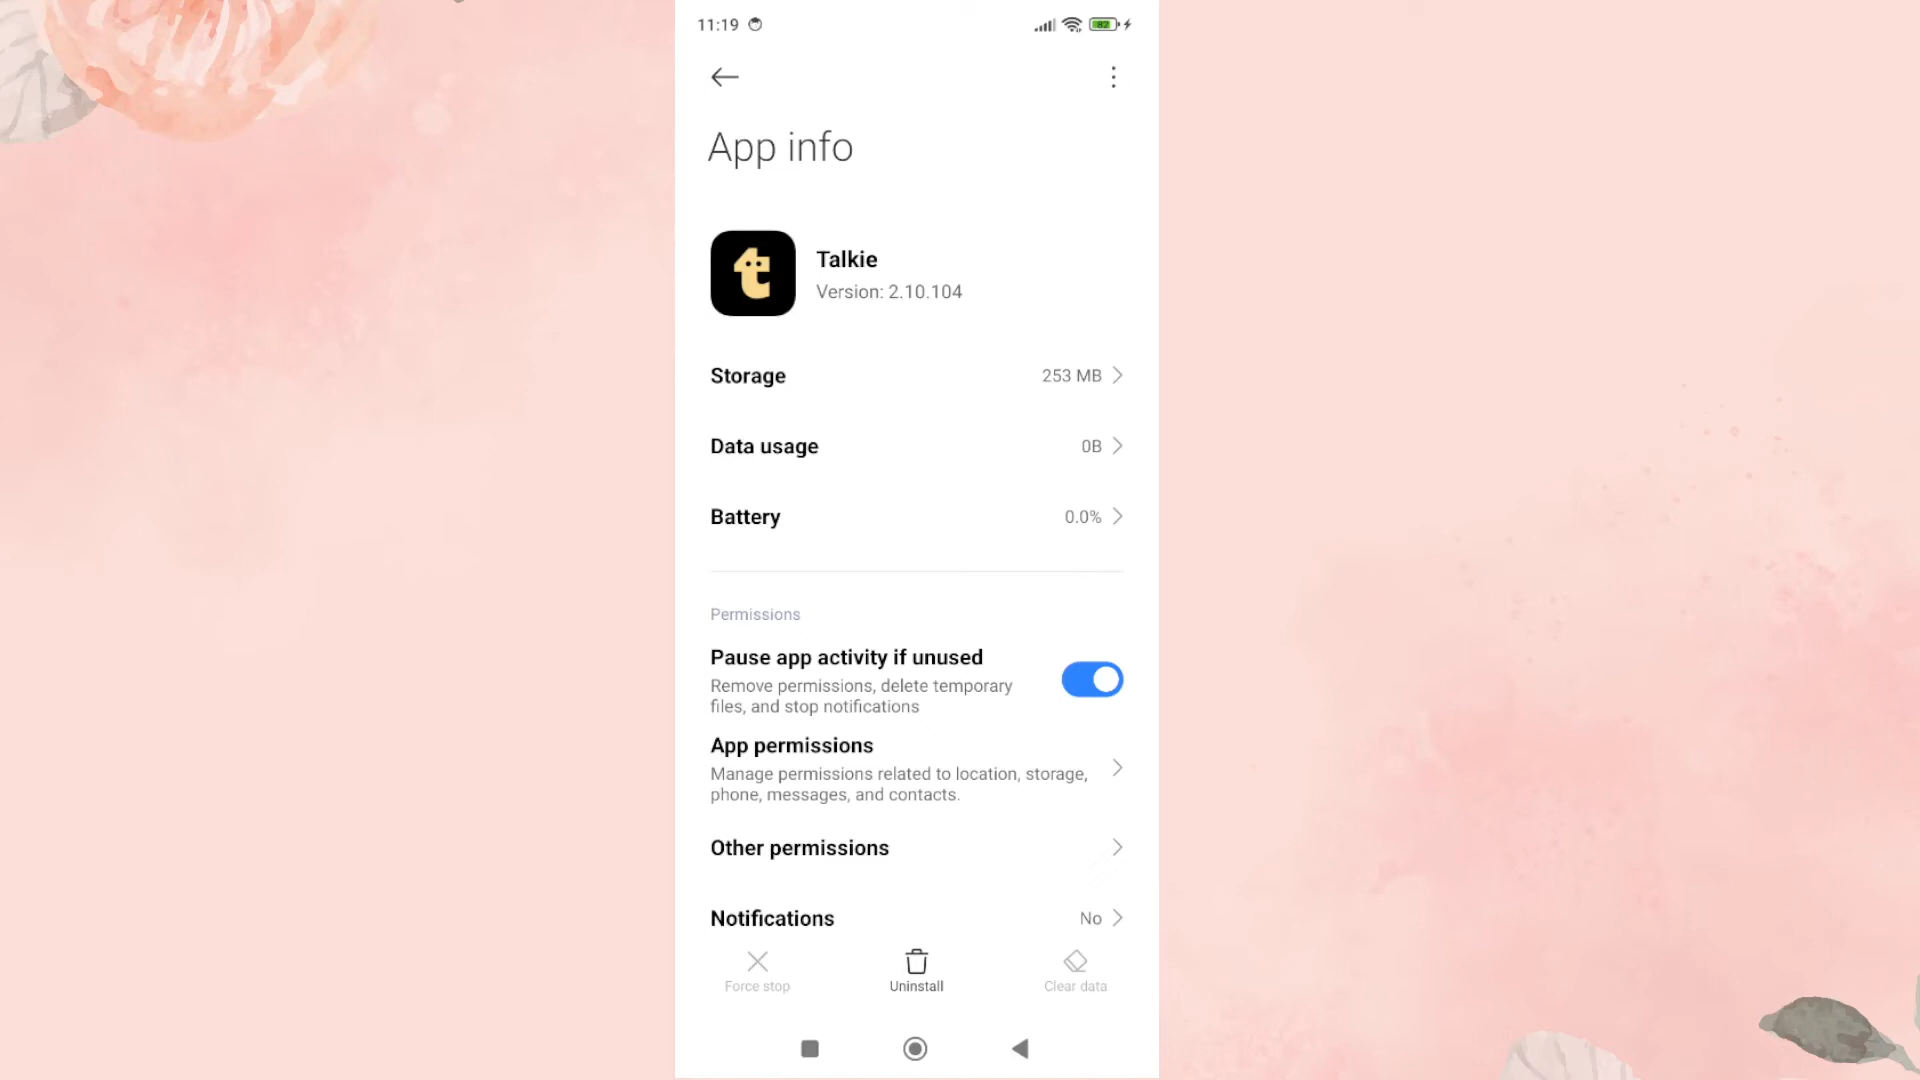 11:19
82
App info
Talkie
Version: 2.10.104
Storage 253 MB
Data usage 0B
Battery 0.0%
Permissions
Pause app activity if unused
Remove permissions, delete temporary
files, and stop notifications
App permissions
Manage permissions related to location, storage,
phone, messages, and contacts.
Other permissions
Notifications No
Force stop Uninstall Clear data